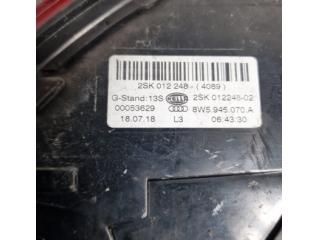 2SK 012 248 - ( 4089 )
G-Stand:13S HELLA 2SK 012248-02
00053629 8W5.945.070.A
18.07.18 L3 06:43:30